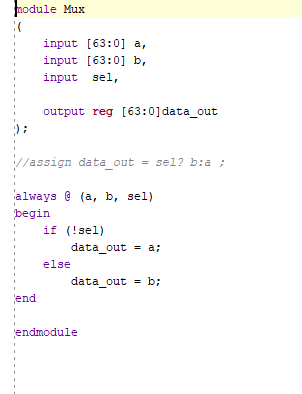 module Mux
(
input [63:0] a,
input [63:0] b,
input  sel,
output reg [63:0]data_out
);
//assign data_out = sel? b:a ;
always @ (a, b, sel)
begin
if (!sel)
data_out = a;
else
data_out = b;
end
endmodule